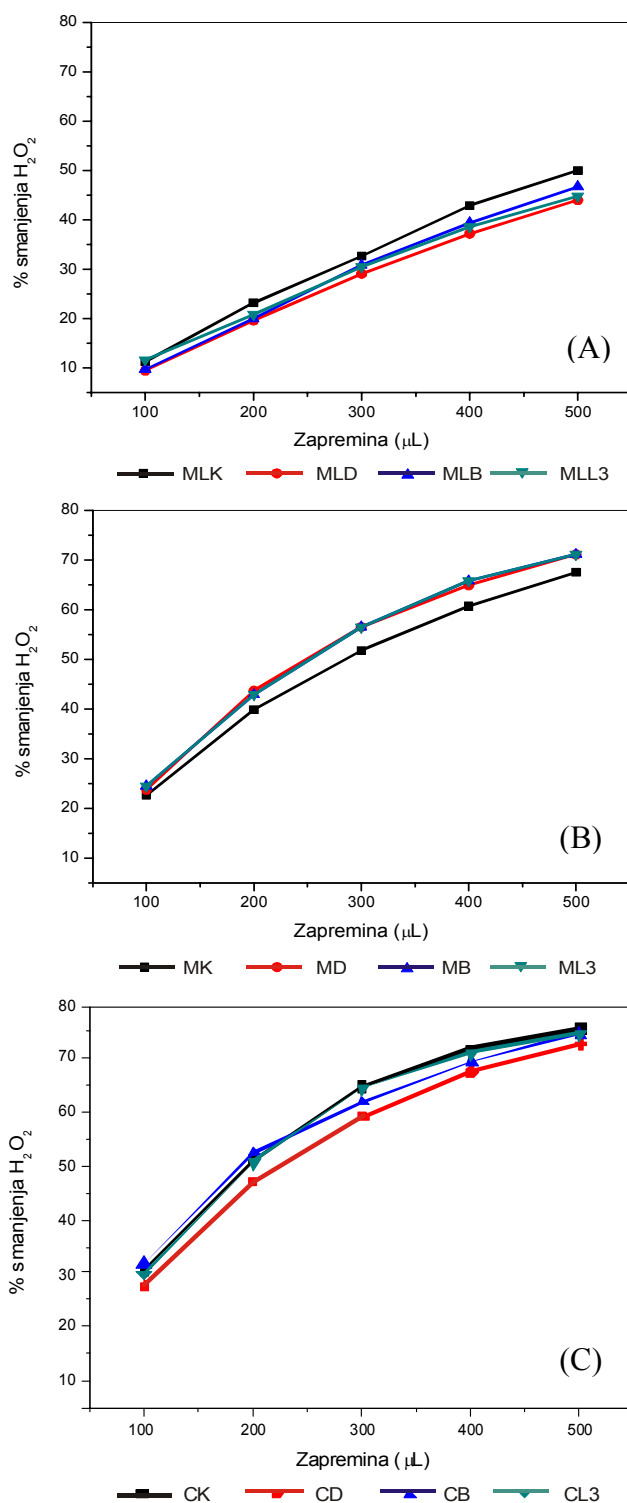 80
70
60
50
40
30
20
10
% smanjenja H₂O₂
(A)
100 200 300 400 500
Zapremina (μL)
MLK MLD MLB MLL3
80
70
60
50
40
30
20
10
% smanjenja H₂O₂
(B)
100 200 300 400 500
Zapremina (μL)
MK MD MB ML3
80
70
60
50
40
30
20
10
% smanjenja H₂O₂
(C)
100 200 300 400 500
Zapremina (μL)
CK CD CB CL3